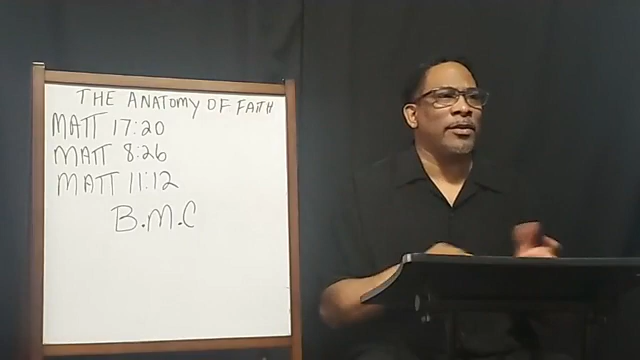 THE ANATOMY OF FAITH
MATT 17:20
MATT 8:26
MATT 11:12
B.M.C